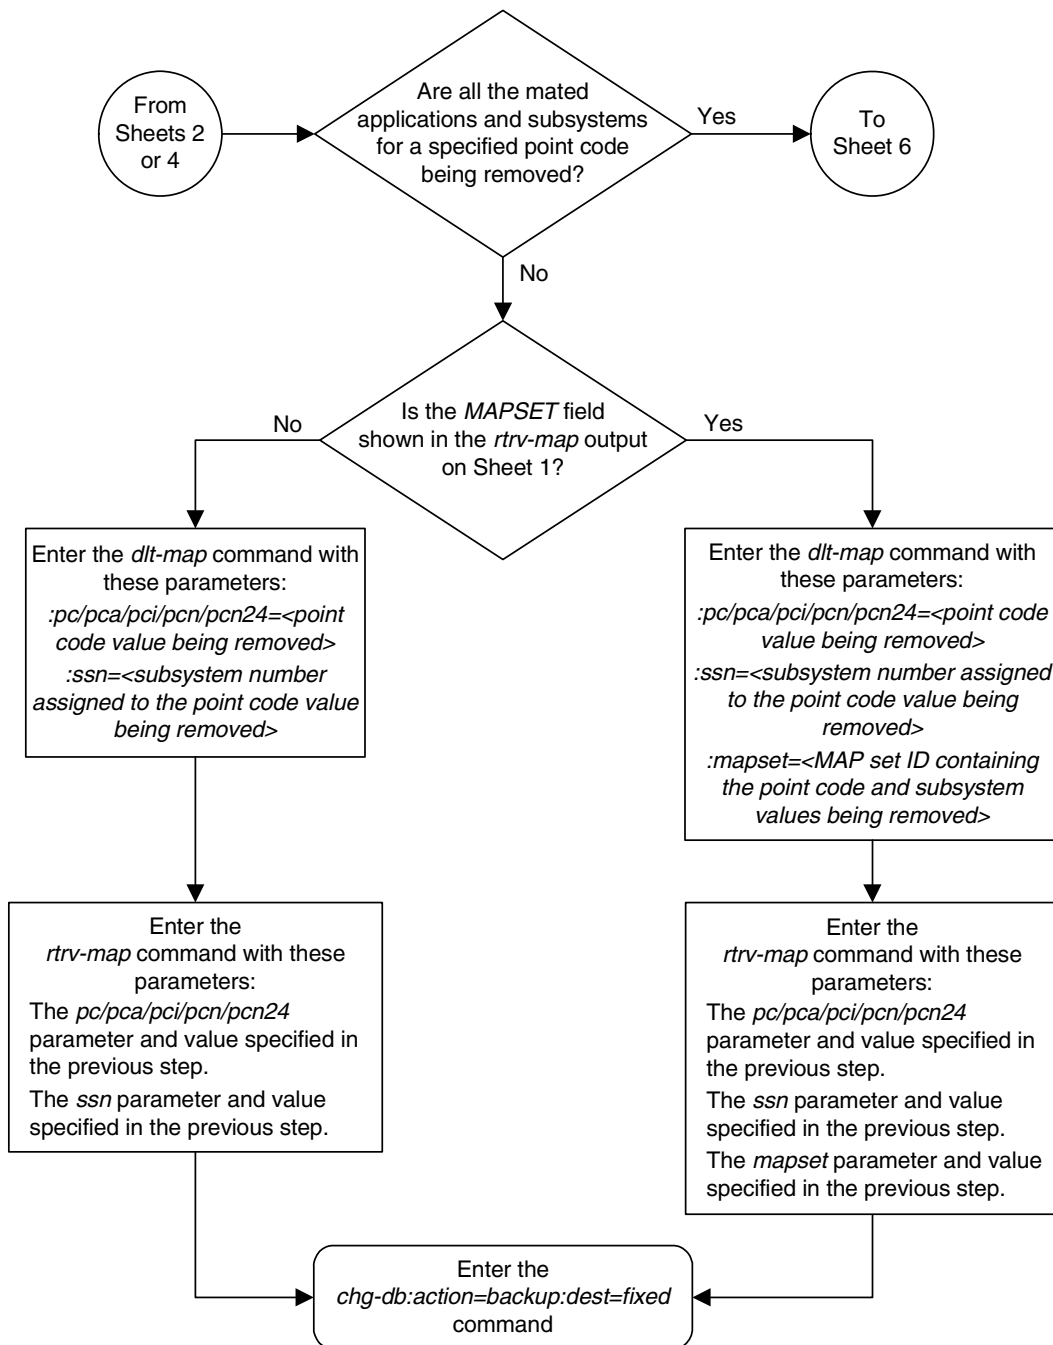 From
Sheets 2
or 4
Are all the mated
applications and subsystems
for a specified point code
being removed?
Yes
To
Sheet 6
No
Is the MAPSET field
shown in the rtrv-map output
on Sheet 1?
No
Yes
Enter the dlt-map command with
these parameters:
:pc/pca/pci/pcn/pcn24=<point
code value being removed>
:ssn=<subsystem number
assigned to the point code value
being removed>
Enter the dlt-map command with
these parameters:
:pc/pca/pci/pcn/pcn24=<point code
value being removed>
:ssn=<subsystem number assigned
to the point code value being
removed>
:mapset=<MAP set ID containing
the point code and subsystem
values being removed>
Enter the
rtrv-map command with these
parameters:
The pc/pca/pci/pcn/pcn24
parameter and value specified in
the previous step.
The ssn parameter and value
specified in the previous step.
Enter the
rtrv-map command with these
parameters:
The pc/pca/pci/pcn/pcn24
parameter and value specified in
the previous step.
The ssn parameter and value
specified in the previous step.
The mapset parameter and value
specified in the previous step.
Enter the
chg-db:action=backup:dest=fixed
command